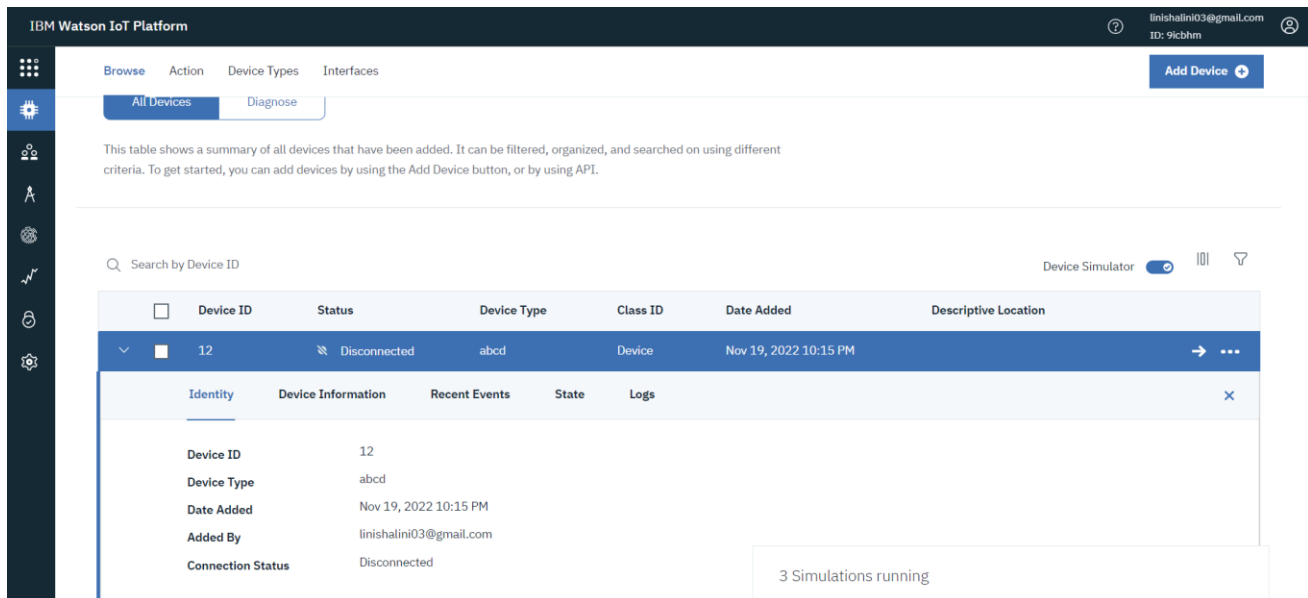 IBM Watson IoT Platform
linishalini03@gmail.com
ID: 9icbhm
Browse Action Device Types Interfaces
Add Device
All Devices Diagnose
This table shows a summary of all devices that have been added. It can be filtered, organized, and searched on using different
criteria. To get started, you can add devices by using the Add Device button, or by using API.
Search by Device ID
Device Simulator
Device ID Status Device Type Class ID Date Added Descriptive Location
12 Disconnected abcd Device Nov 19, 2022 10:15 PM
Identity Device Information Recent Events State Logs
Device ID 12
Device Type abcd
Date Added Nov 19, 2022 10:15 PM
Added By linishalini03@gmail.com
Connection Status Disconnected
3 Simulations running